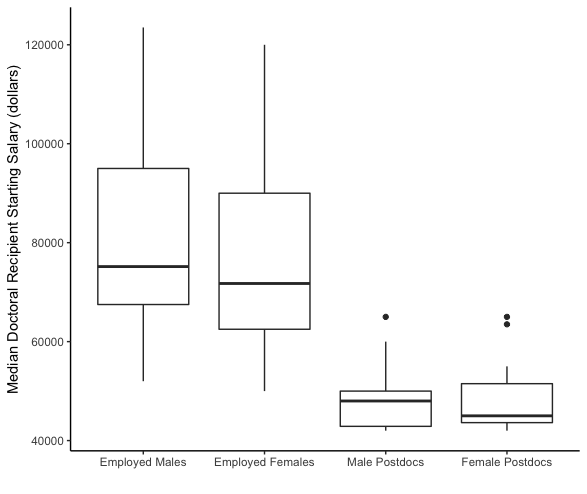 Median Doctoral Recipient Starting Salary (dollars)
120000
100000
80000
60000
40000
Employed Males
Employed Females
Male Postdocs
Female Postdocs